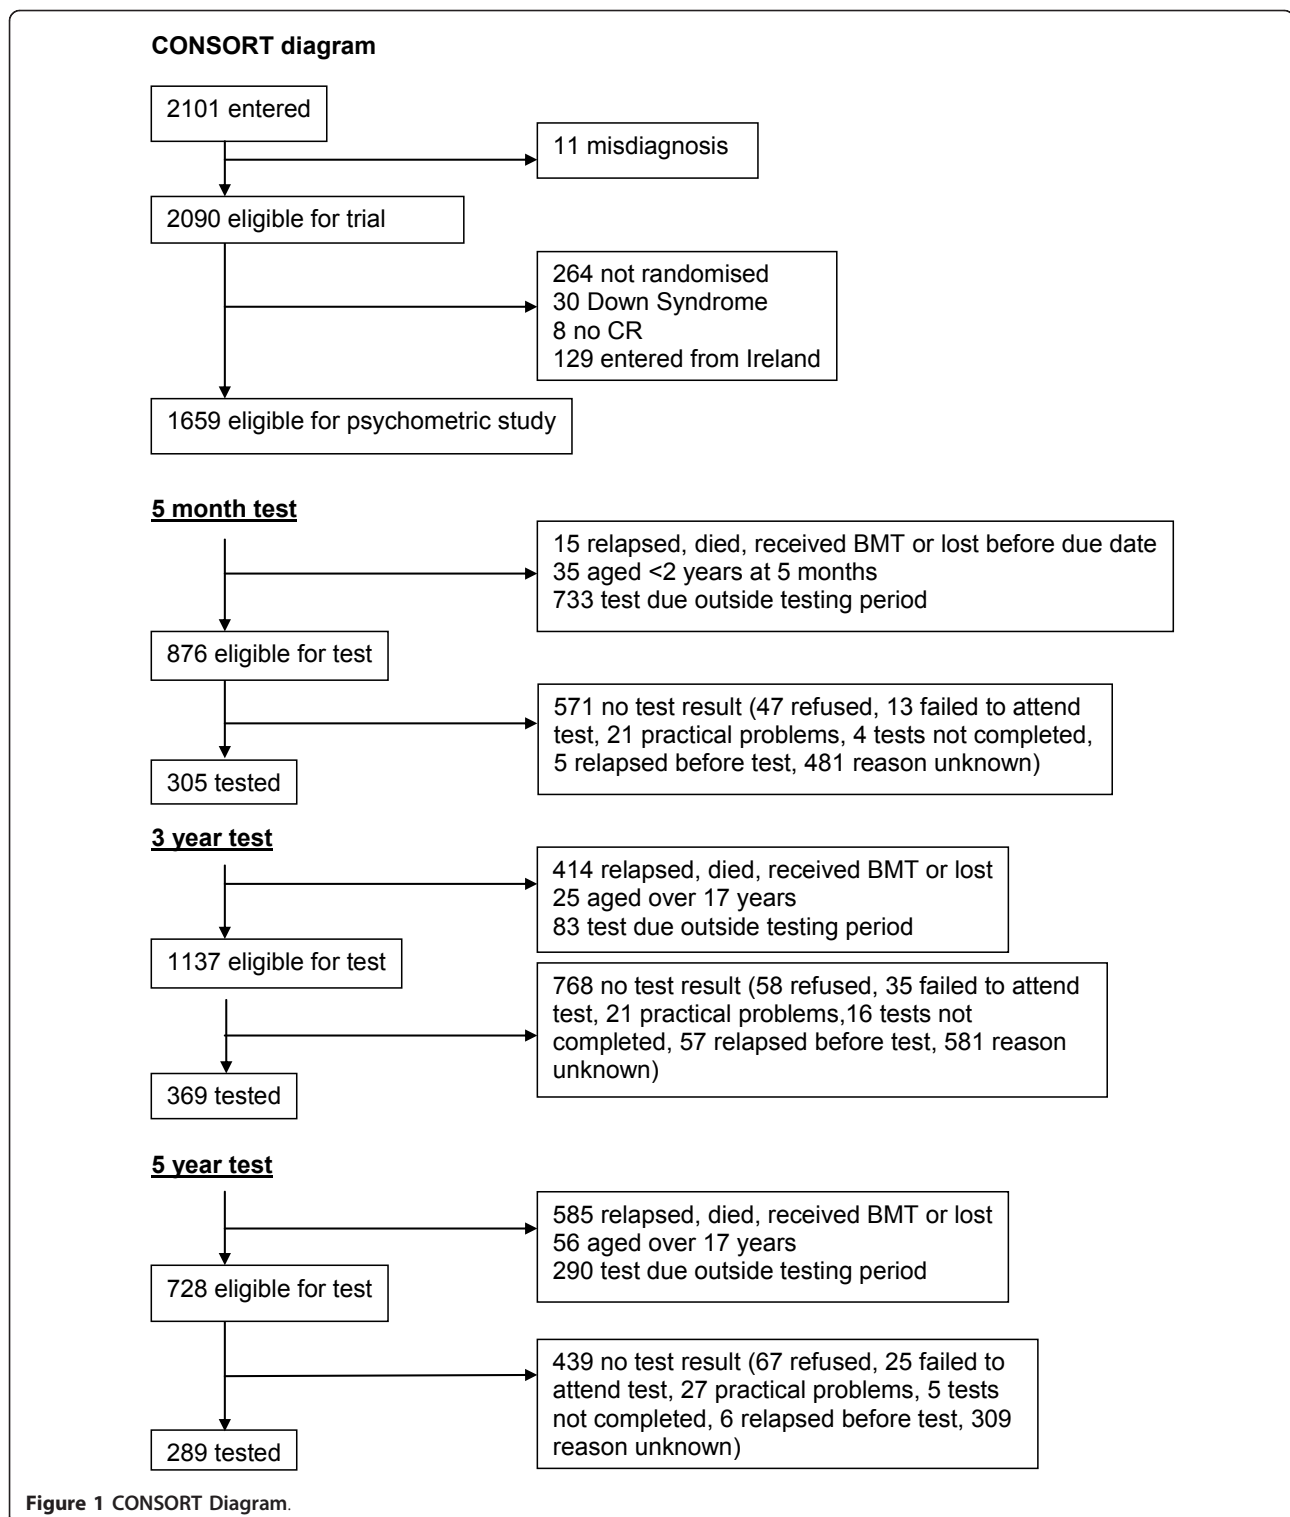 CONSORT diagram
2101 entered
11 misdiagnosis
2090 eligible for trial
264 not randomised
30 Down Syndrome
8 no CR
129 entered from Ireland
1659 eligible for psychometric study
5 month test
15 relapsed, died, received BMT or lost before due date
35 aged <2 years at 5 months
733 test due outside testing period
876 eligible for test
571 no test result (47 refused, 13 failed to attend
test, 21 practical problems, 4 tests not completed,
5 relapsed before test, 481 reason unknown)
305 tested
3 year test
414 relapsed, died, received BMT or lost
25 aged over 17 years
83 test due outside testing period
1137 eligible for test
768 no test result (58 refused, 35 failed to attend
test, 21 practical problems,16 tests not
completed, 57 relapsed before test, 581 reason
unknown)
369 tested
5 year test
585 relapsed, died, received BMT or lost
56 aged over 17 years
290 test due outside testing period
728 eligible for test
439 no test result (67 refused, 25 failed to
attend test, 27 practical problems, 5 tests
not completed, 6 relapsed before test, 309
reason unknown)
289 tested
Figure 1 CONSORT Diagram.